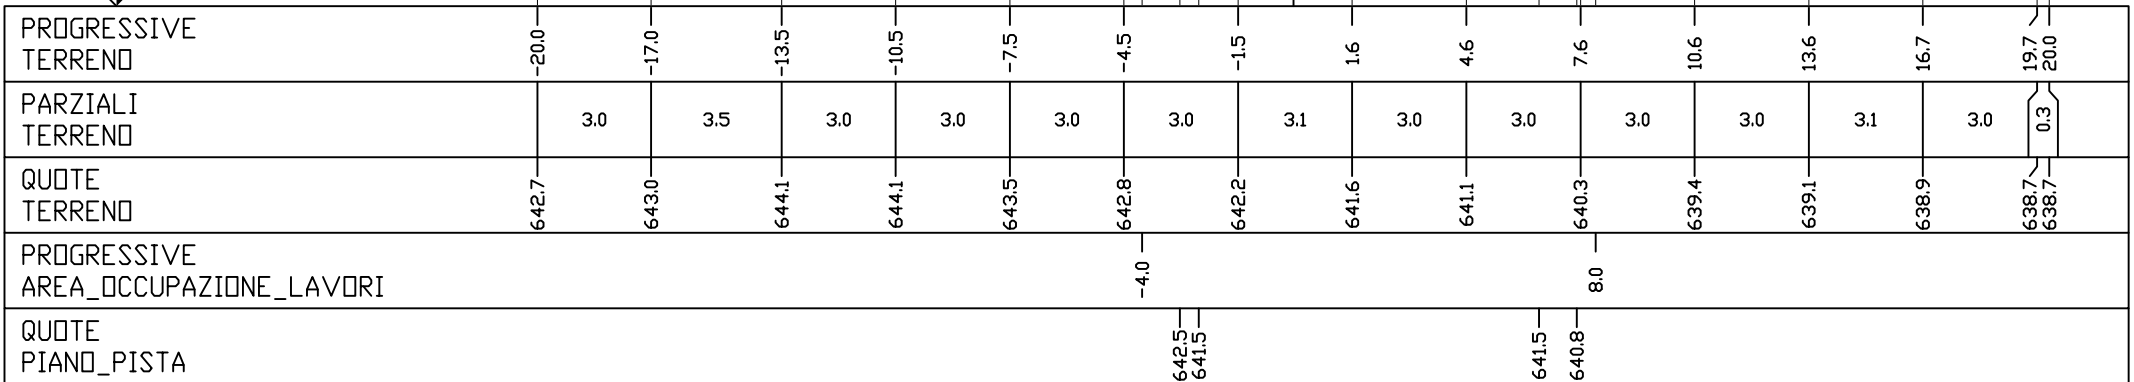 PROGRESSIVE
TERRENO
-20.0 -17.0 -13.5 -10.5 -7.5 -4.5 -1.5 1.6 4.6 7.6 10.6 13.6 16.7 19.7 20.0
PARZIALI
TERRENO
3.0 3.5 3.0 3.0 3.0 3.0 3.1 3.0 3.0 3.0 3.0 3.1 3.0 0.3
QUOTE
TERRENO
642.7 643.0 644.1 644.1 643.5 642.8 642.2 641.6 641.1 640.3 639.4 639.1 638.9 638.7 638.7
PROGRESSIVE
AREA_OCCUPAZIONE_LAVORI
-4.0 8.0
QUOTE
PIANO_PISTA
642.5 641.5 641.5 640.8